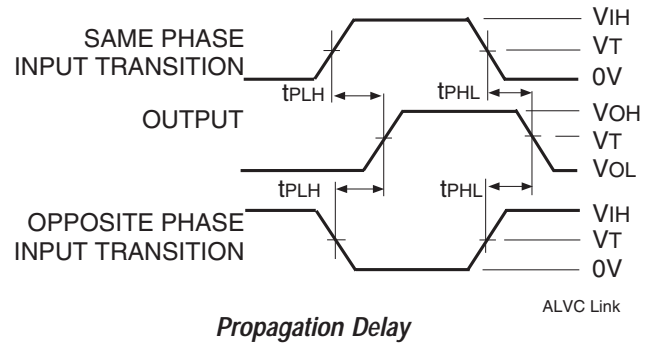 SAME PHASE
INPUT TRANSITION
VIH
VT
0V
tPLH
tPHL
OUTPUT
VOH
VT
VOL
tPLH
tPHL
OPPOSITE PHASE
INPUT TRANSITION
VIH
VT
0V
ALVC Link
Propagation Delay